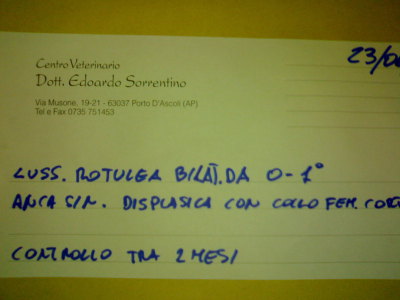 Centro Veterinario
Dott. Edoardo Sorrentino
Via Musone, 19-21 - 63037 Porto D'Ascoli (AP)
Tel e Fax 0735 751453
23/0
LUSS. ROTULEA BILAT. DA 0-1°
ANCA SIN. DISPLASICA CON COLLO FEM.
CONTROLLO TRA 2 MESI